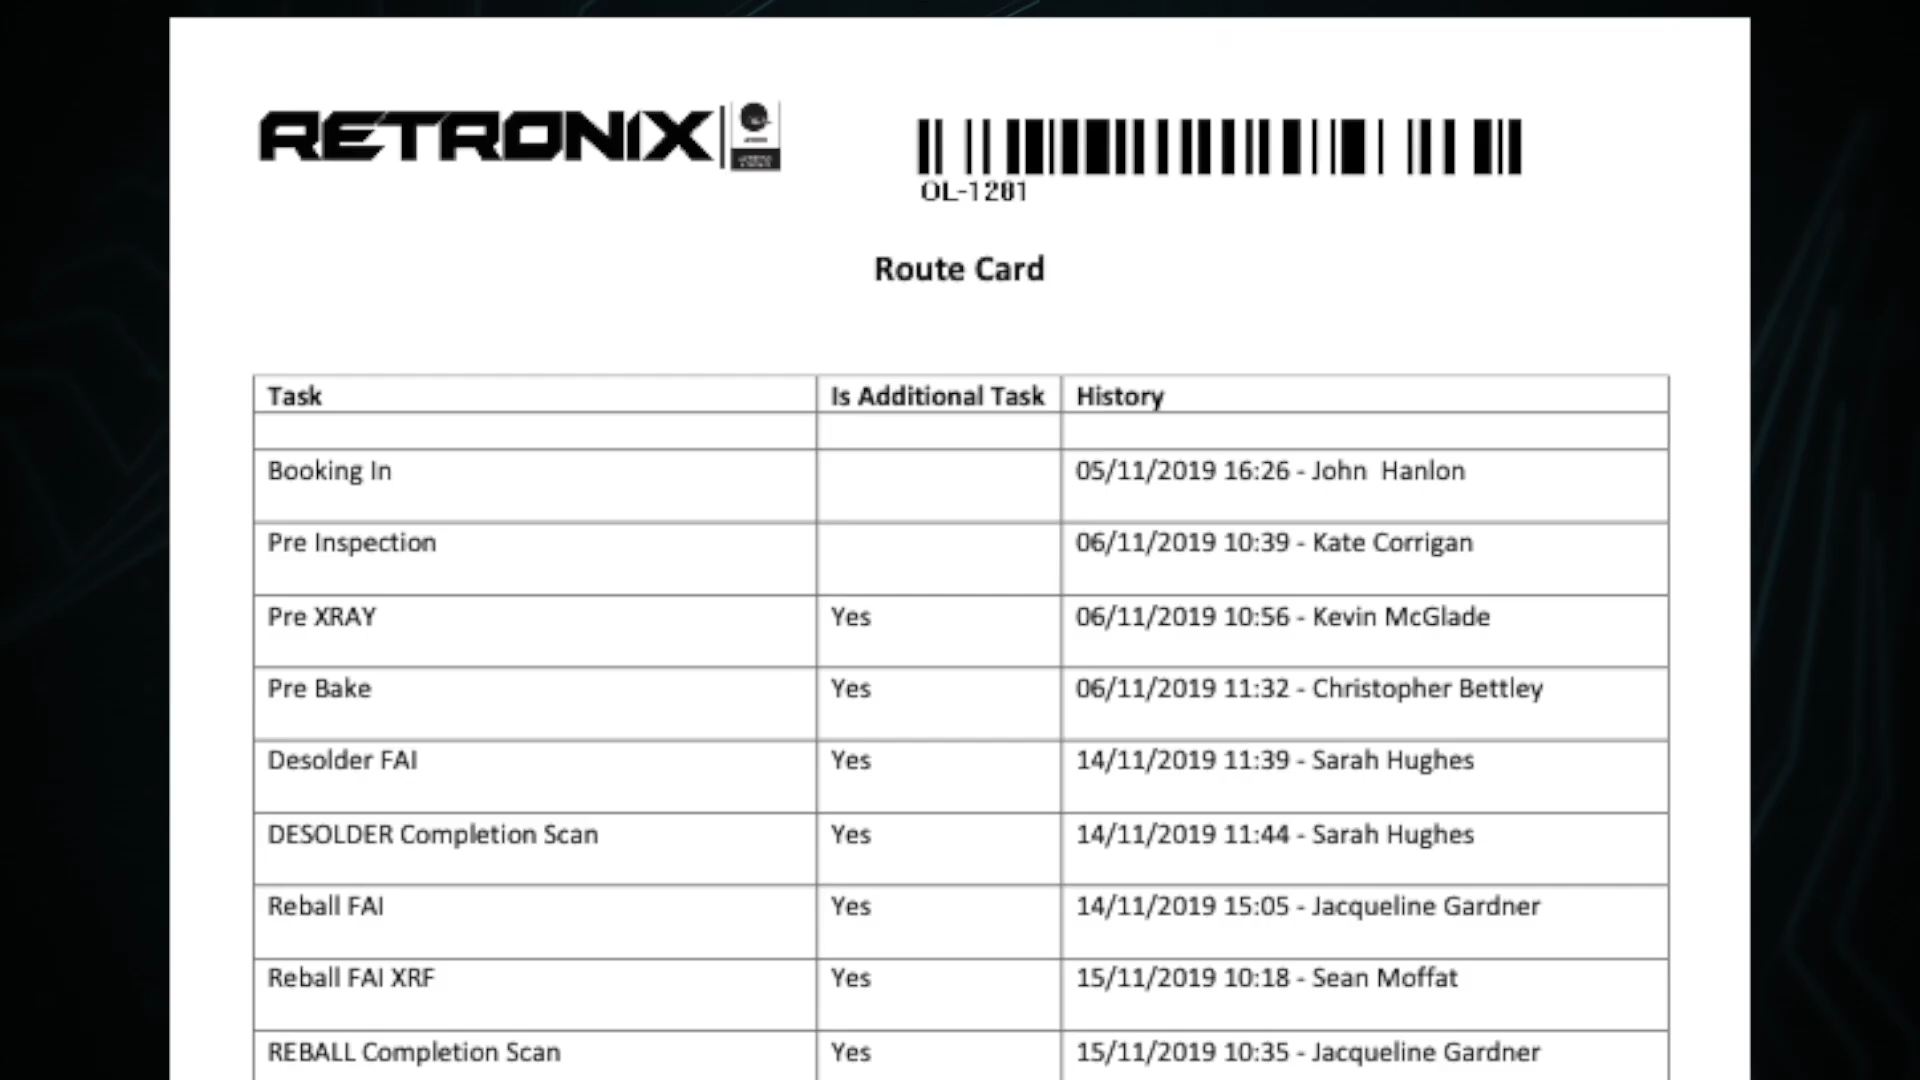 RETRONIX
OL-1281
Route Card
Task Is Additional Task History
Booking In 05/11/2019 16:26 - John Hanlon
Pre Inspection 06/11/2019 10:39 - Kate Corrigan
Pre XRAY Yes 06/11/2019 10:56 - Kevin McGlade
Pre Bake Yes 06/11/2019 11:32 - Christopher Bettley
Desolder FAI Yes 14/11/2019 11:39 - Sarah Hughes
DESOLDER Completion Scan Yes 14/11/2019 11:44 - Sarah Hughes
Reball FAI Yes 14/11/2019 15:05 - Jacqueline Gardner
Reball FAI XRF Yes 15/11/2019 10:18 - Sean Moffat
REBALL Completion Scan Yes 15/11/2019 10:35 - Jacqueline Gardner